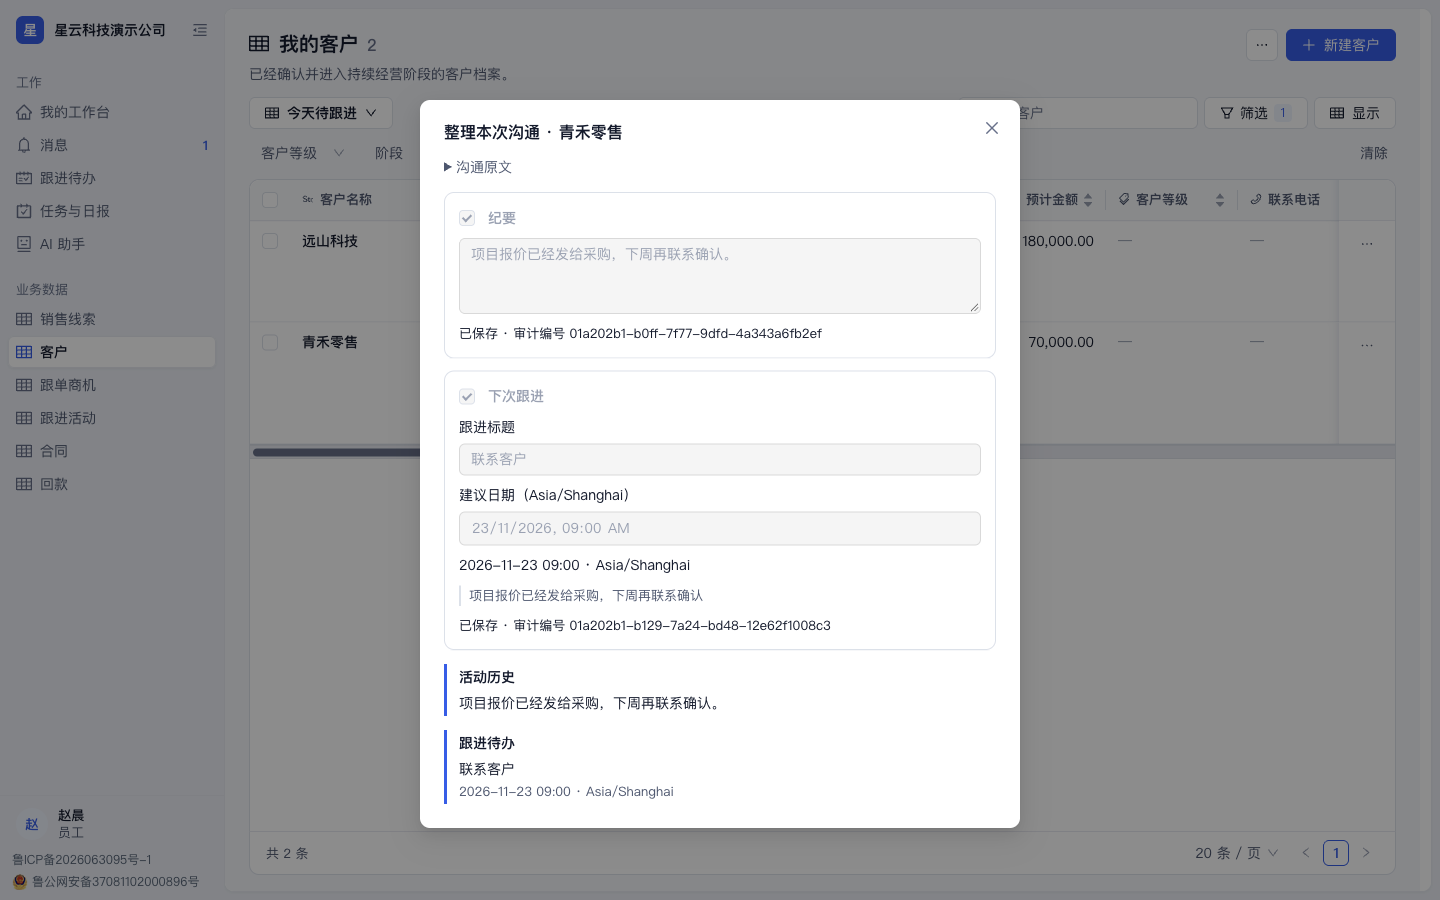 星 星云科技演示公司
工作
我的工作台
消息 1
跟进待办
任务与日报
AI 助手
业务数据
销售线索
客户
跟单商机
跟进活动
合同
回款
赵 赵晨
员工
鲁ICP备2026063095号-1
鲁公网安备37081102000896号
我的客户 2
... + 新建客户
已经确认并进入持续经营阶段的客户档案。
今天待跟进
客户 筛选 1 显示
客户等级 阶段 清除
Str 客户名称 预计金额 客户等级 联系电话
远山科技 180,000.00 — — ...
青禾零售 70,000.00 — — ...
共 2 条 20 条 / 页 < 1 >
整理本次沟通 · 青禾零售
沟通原文
纪要
项目报价已经发给采购，下周再联系确认。
已保存 · 审计编号 01a202b1-b0ff-7f77-9dfd-4a343a6fb2ef
下次跟进
跟进标题
联系客户
建议日期（Asia/Shanghai）
23/11/2026, 09:00 AM
2026-11-23 09:00 · Asia/Shanghai
项目报价已经发给采购，下周再联系确认
已保存 · 审计编号 01a202b1-b129-7a24-bd48-12e62f1008c3
活动历史
项目报价已经发给采购，下周再联系确认。
跟进待办
联系客户
2026-11-23 09:00 · Asia/Shanghai